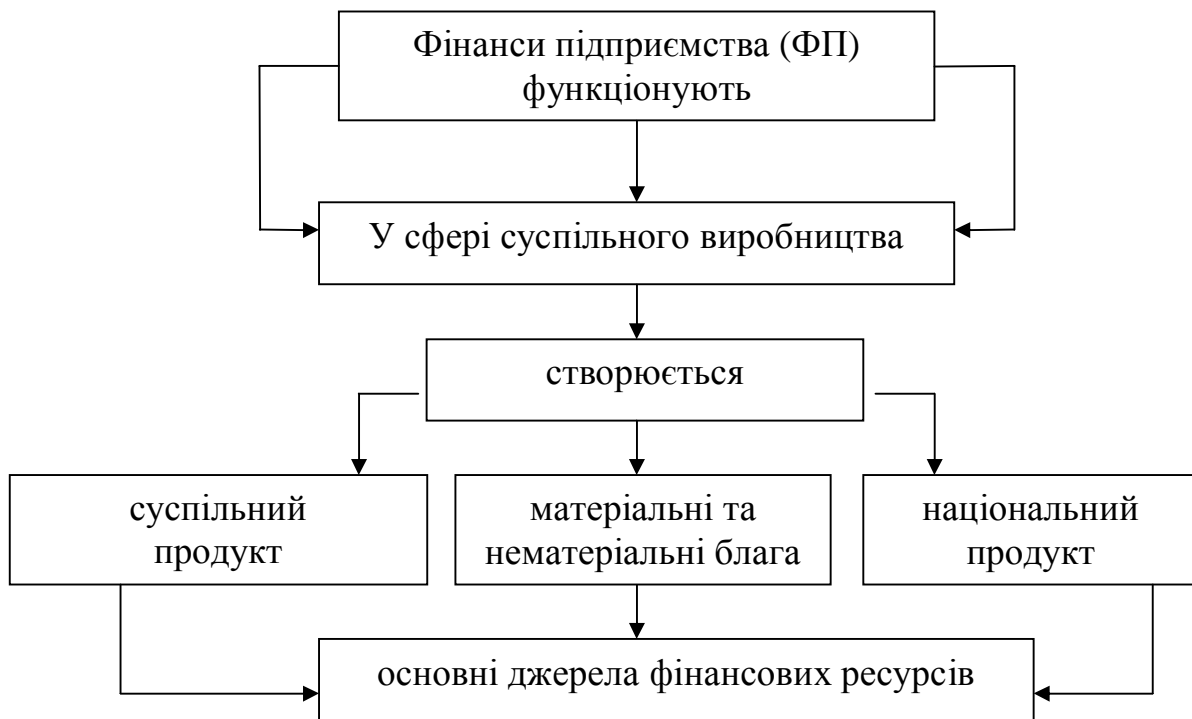 Фінанси підприємства (ФП)
функціонують
У сфері суспільного виробництва
створюється
суспільний
продукт
матеріальні та
нематеріальні блага
національний
продукт
основні джерела фінансових ресурсів